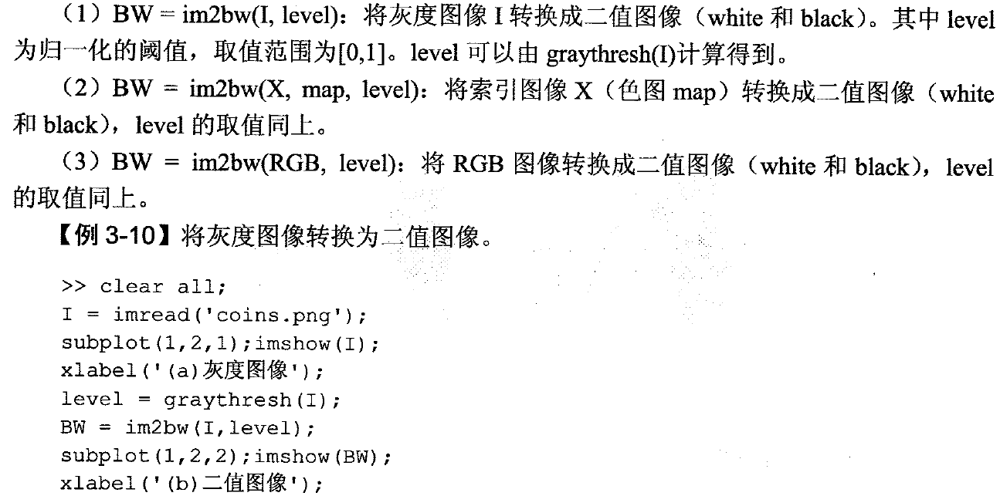 （1）BW = im2bw(I, level)：将灰度图像 I 转换成二值图像（white 和 black）。其中 level
为归一化的阈值，取值范围为[0,1]。level 可以由 graythresh(I)计算得到。
（2）BW = im2bw(X, map, level)：将索引图像 X（色图 map）转换成二值图像（white
和 black），level 的取值同上。
（3）BW = im2bw(RGB, level)：将 RGB 图像转换成二值图像（white 和 black），level
的取值同上。
【例 3-10】将灰度图像转换为二值图像。
>> clear all;
I = imread('coins.png');
subplot(1,2,1);imshow(I);
xlabel('(a)灰度图像');
level = graythresh(I);
BW = im2bw(I,level);
subplot(1,2,2);imshow(BW);
xlabel('(b)二值图像');